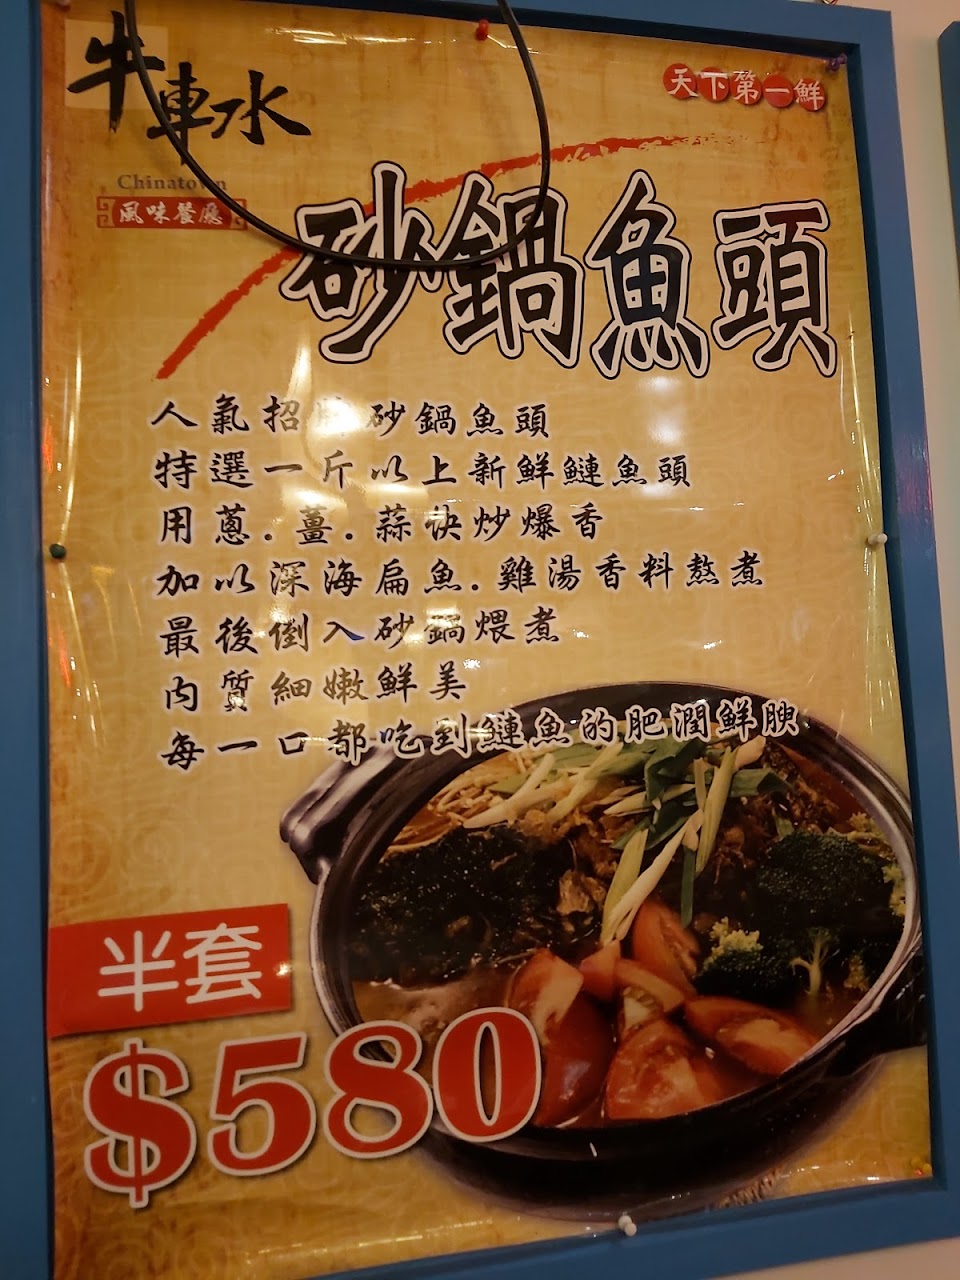 牛車水
天下第一鮮
Chinatown
風味餐廳
砂鍋魚頭
人氣招牌砂鍋魚頭
特選一斤以上新鮮鰱魚頭
用蔥.薑.蒜快炒爆香
加以深海扁魚.雞湯香料熬煮
最後倒入砂鍋煨煮
肉質細嫩鮮美
每一口都吃到鰱魚的肥潤鮮腴
半套
$580